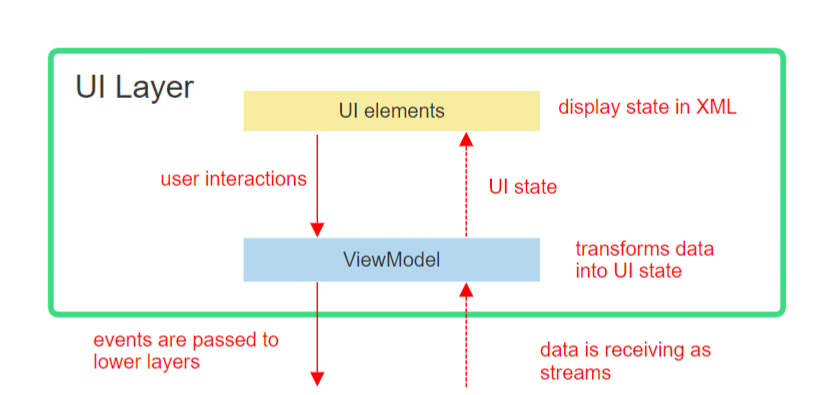 UI Layer
UI elements
display state in XML
user interactions
UI state
ViewModel
transforms data
into UI state
events are passed to
lower layers
data is receiving as
streams